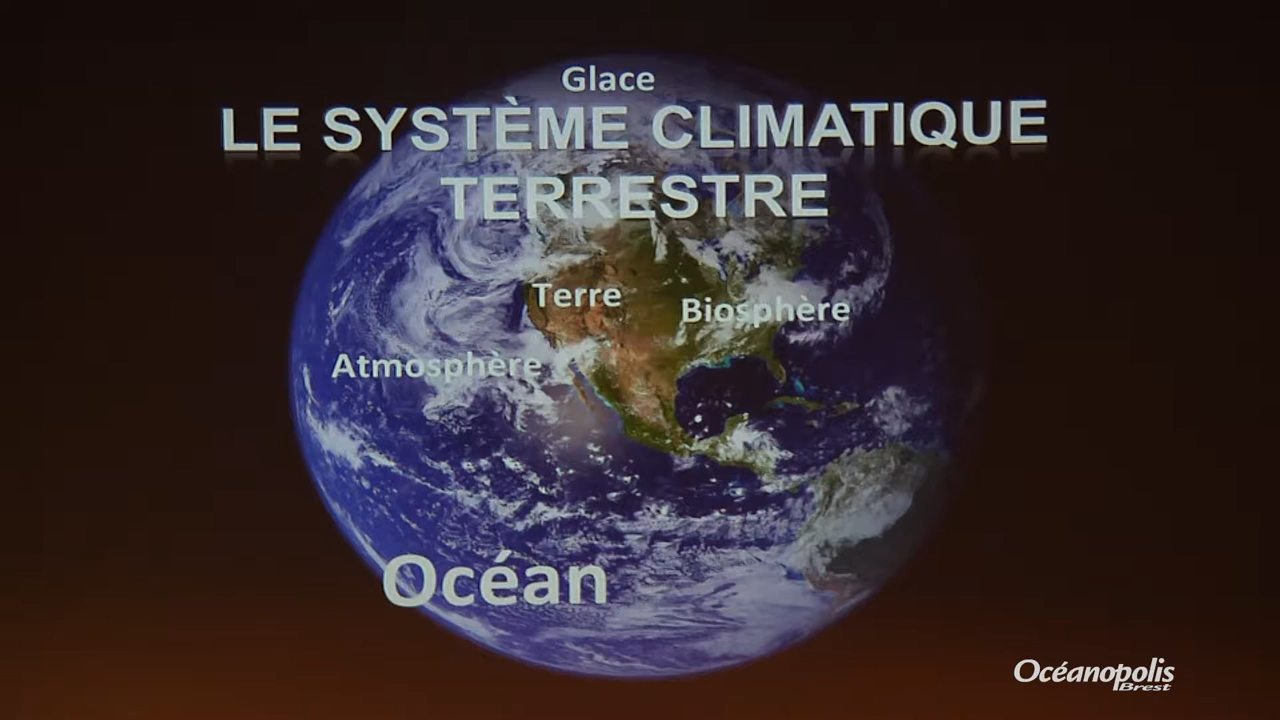 Glace
LE SYSTÈME CLIMATIQUE
TERRESTRE
Terre
Biosphère
Atmosphère
Océan
Océanopolis
Brest